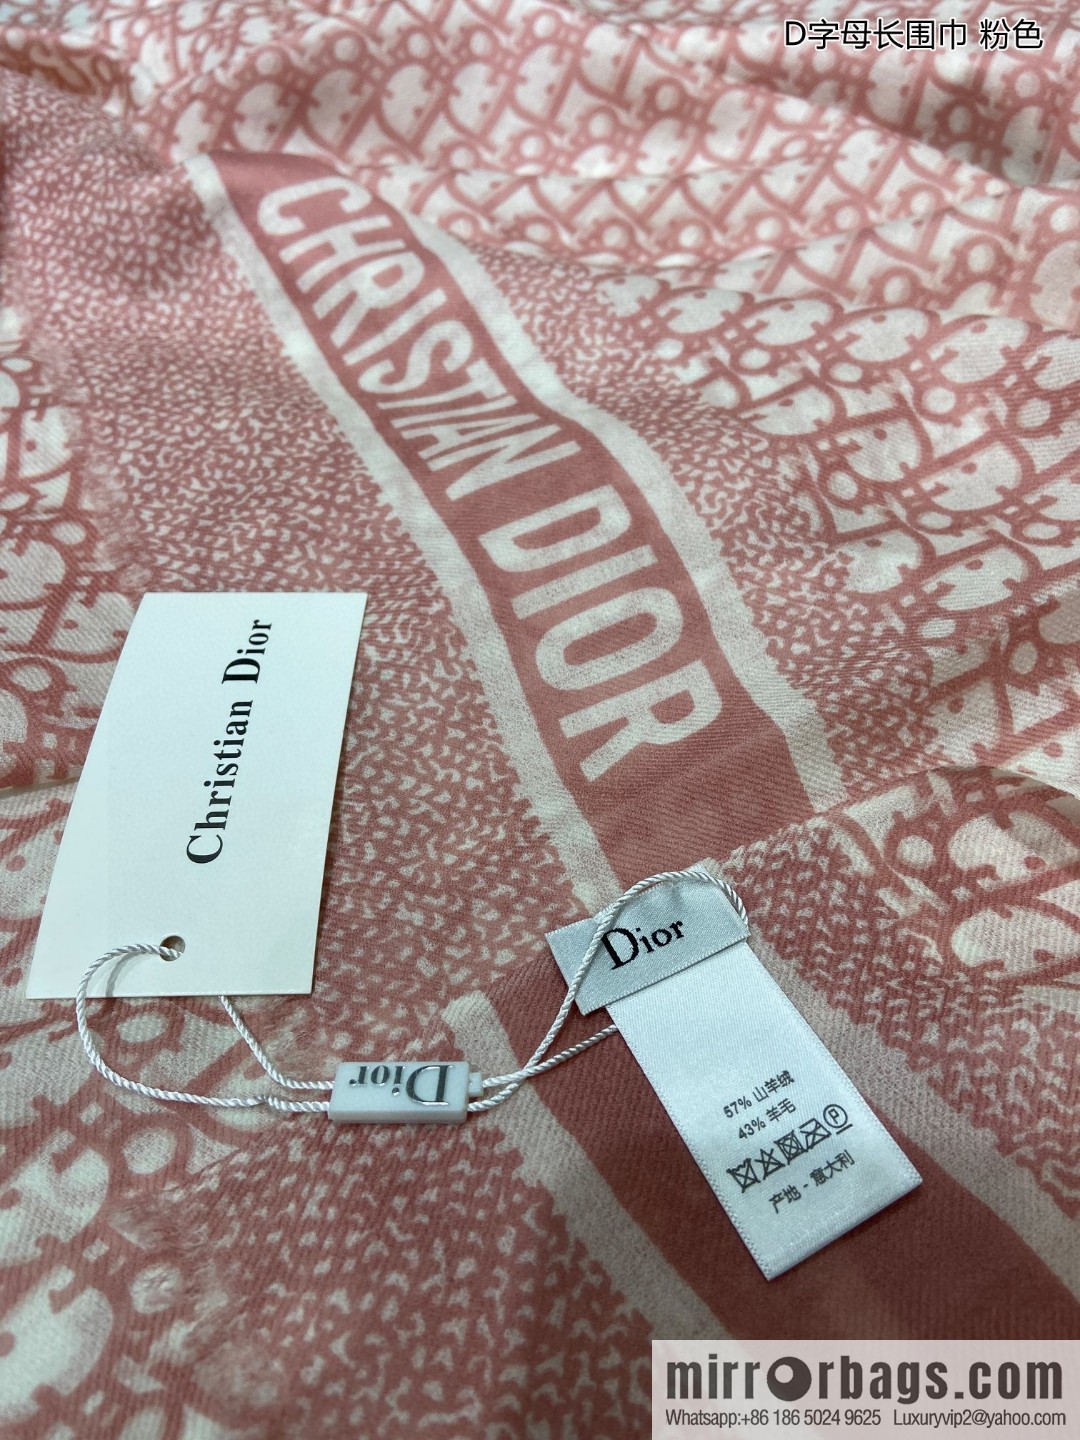 D字母长围巾 粉色
CHRISTIAN DIOR
Christian Dior
Dior
Dior
57% 山羊绒
43% 羊毛
P
产地 - 意大利
mirrorbags.com
Whatsapp:+86 186 5024 9625 Luxuryvip2@yahoo.com